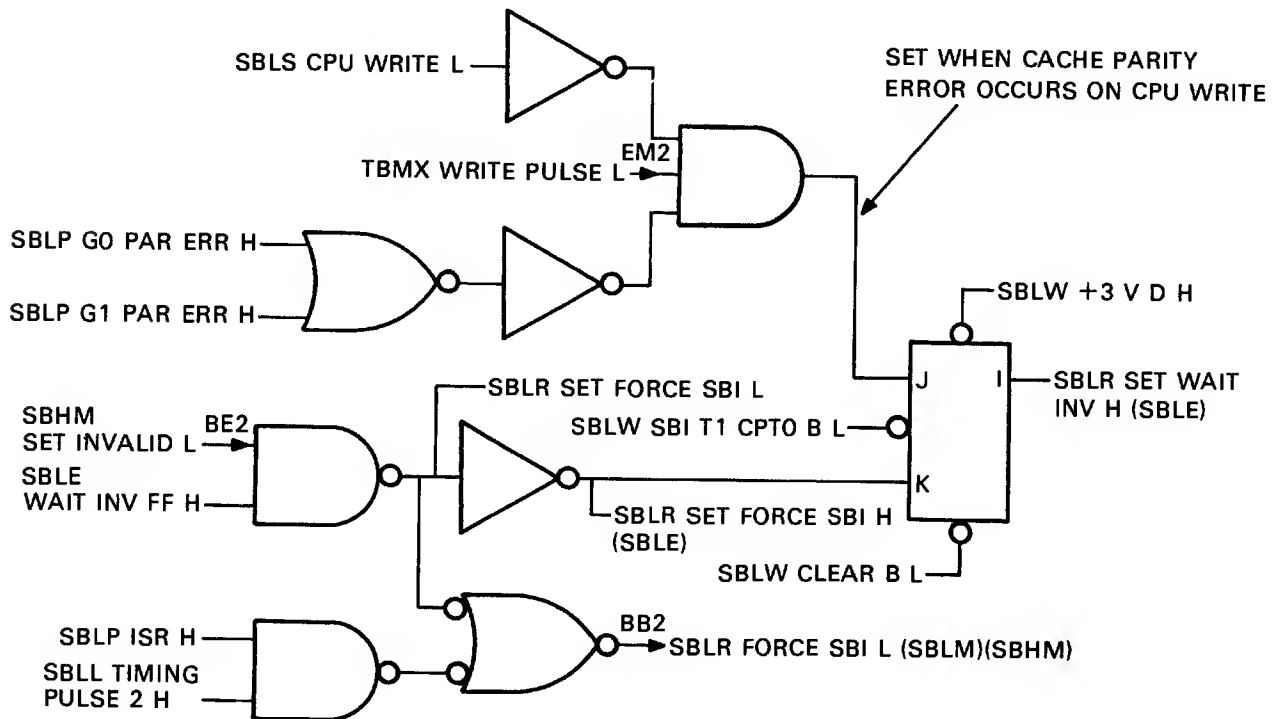 SBLS CPU WRITE L
SET WHEN CACHE PARITY
ERROR OCCURS ON CPU WRITE
EM2
TBMX WRITE PULSE L
SBLP G0 PAR ERR H
SBLP G1 PAR ERR H
SBLW +3 V D H
J
I
SBLR SET WAIT
INV H (SBLE)
SBLR SET FORCE SBI L
SBHM
SET INVALID L
BE2
SBLW SBI T1 CPT0 B L
SBLE
WAIT INV FF H
K
SBLR SET FORCE SBI H
(SBLE)
SBLW CLEAR B L
SBLP ISR H
BB2
SBLR FORCE SBI L (SBLM)(SBHM)
SBLL TIMING
PULSE 2 H